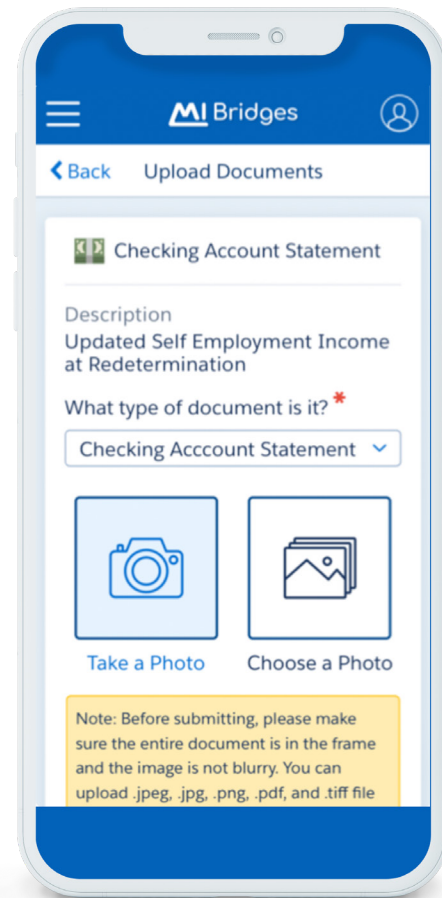 MI Bridges
Back Upload Documents
Checking Account Statement
Description
Updated Self Employment Income
at Redetermination
What type of document is it? *
Checking Acccount Statement
Take a Photo Choose a Photo
Note: Before submitting, please make
sure the entire document is in the frame
and the image is not blurry. You can
upload .jpeg, .jpg, .png, .pdf, and .tiff file